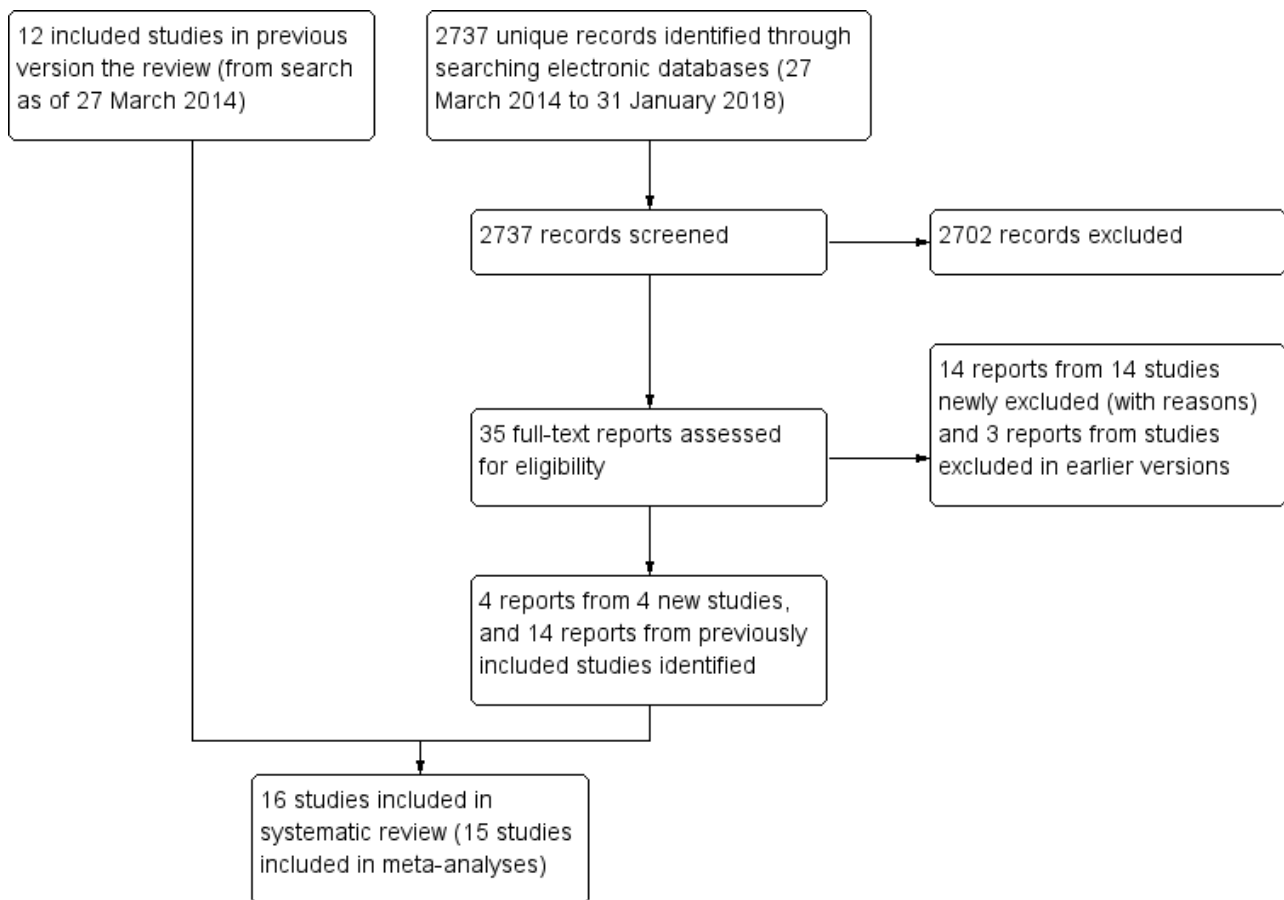 12 included studies in previous
version the review (from search
as of 27 March 2014)
2737 unique records identified through
searching electronic databases (27
March 2014 to 31 January 2018)
2737 records screened
2702 records excluded
35 full-text reports assessed
for eligibility
14 reports from 14 studies
newly excluded (with reasons)
and 3 reports from studies
excluded in earlier versions
4 reports from 4 new studies,
and 14 reports from previously
included studies identified
16 studies included in
systematic review (15 studies
included in meta-analyses)